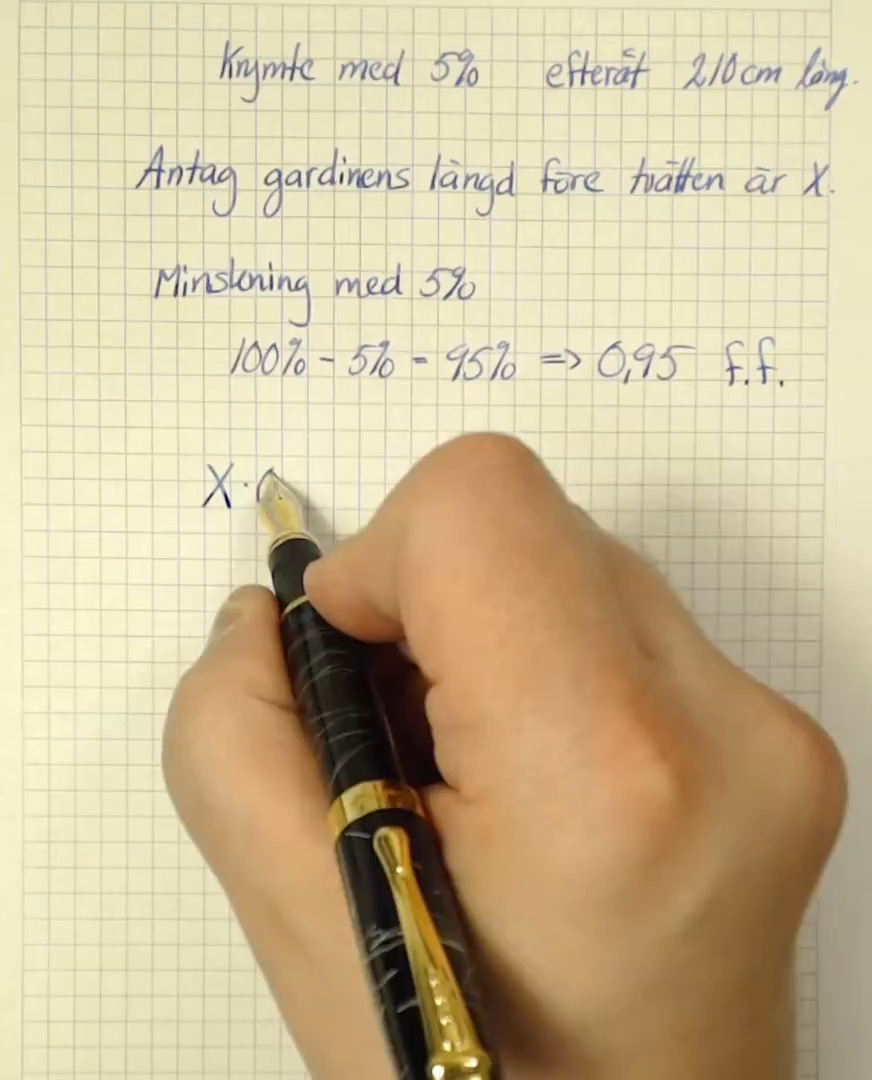 Krymte med 5% efteråt 210cm lång.
Antag gardinens längd före tvätten är X.
Minskning med 5%
100% - 5% = 95% => 0,95 f.f.
X ·